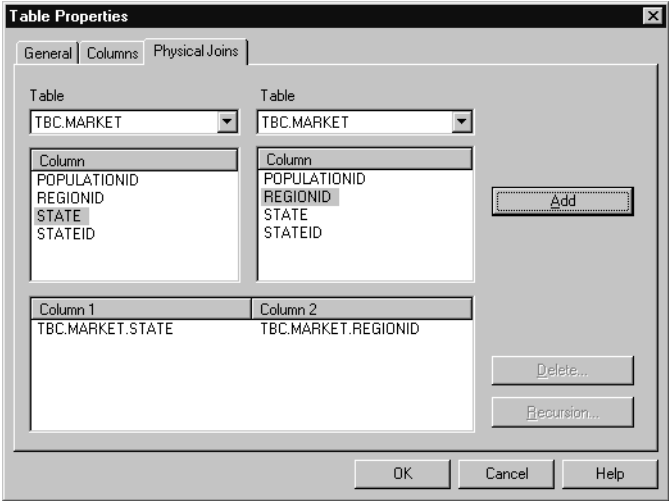 Table Properties
General Columns Physical Joins
Table Table
TBC.MARKET TBC.MARKET
Column Column
POPULATIONID POPULATIONID
REGIONID REGIONID
STATE STATE
STATEID STATEID
Add
Column 1 Column 2
TBC.MARKET.STATE TBC.MARKET.REGIONID
Delete...
Recursion...
OK Cancel Help